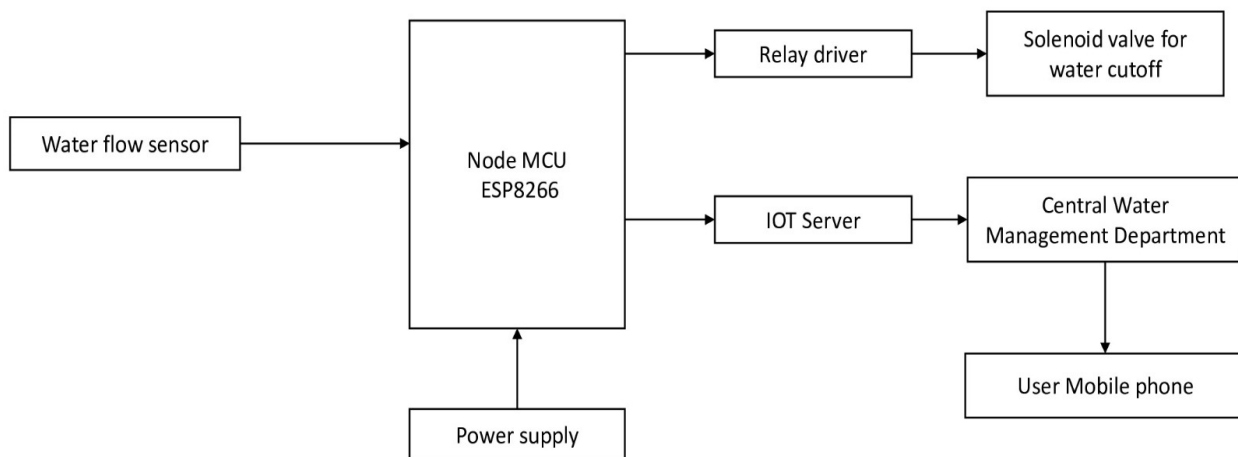 Relay driver
Solenoid valve for
water cutoff
Water flow sensor
Node MCU
ESP8266
IOT Server
Central Water
Management Department
User Mobile phone
Power supply